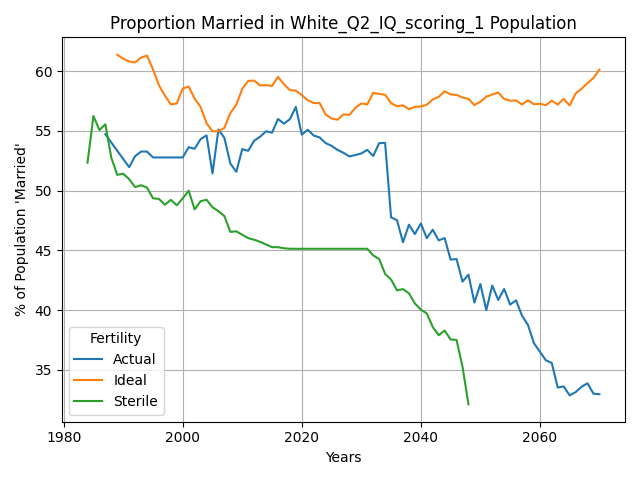 Proportion Married in White_Q2_IQ_scoring_1 Population
% of Population 'Married'
60
55
50
45
40
35
Fertility
Actual
Ideal
Sterile
1980
2000
2020
2040
2060
Years